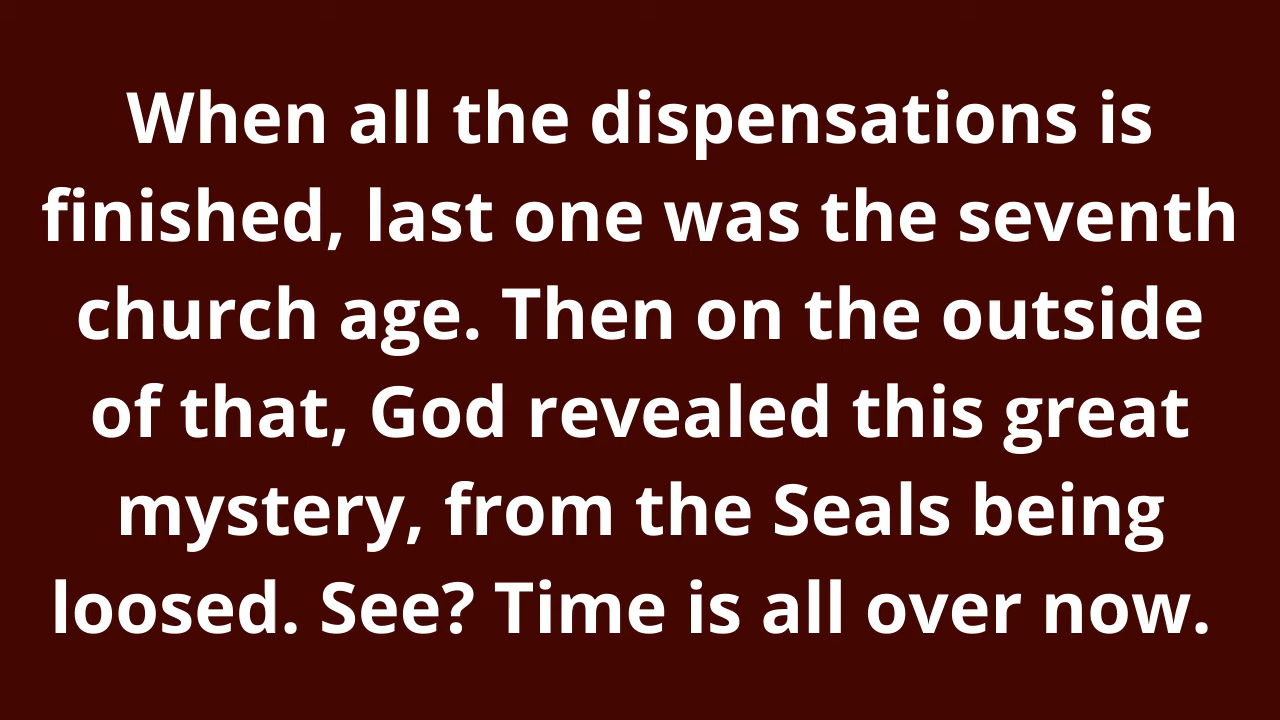 When all the dispensations is
finished, last one was the seventh
church age. Then on the outside
of that, God revealed this great
mystery, from the Seals being
loosed. See? Time is all over now.